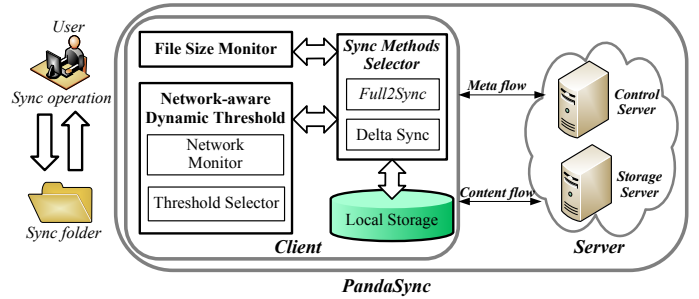 User
Sync operation
Sync folder
File Size Monitor
Network-aware
Dynamic Threshold
Network
Monitor
Threshold Selector
Sync Methods
Selector
Full2Sync
Delta Sync
Local Storage
Client
Meta flow
Content flow
Control
Server
Storage
Server
Server
PandaSync